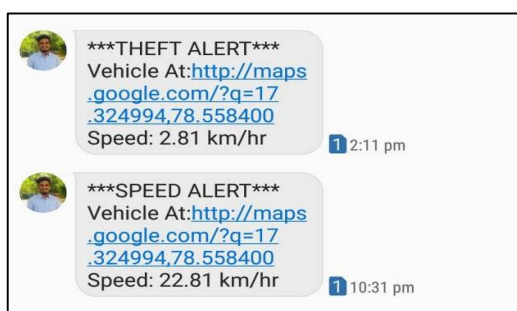 ***THEFT ALERT***
Vehicle At:http://maps
.google.com/?q=17
.324994,78.558400
Speed: 2.81 km/hr
1 2:11 pm
***SPEED ALERT***
Vehicle At:http://maps
.google.com/?q=17
.324994,78.558400
Speed: 22.81 km/hr
1 10:31 pm